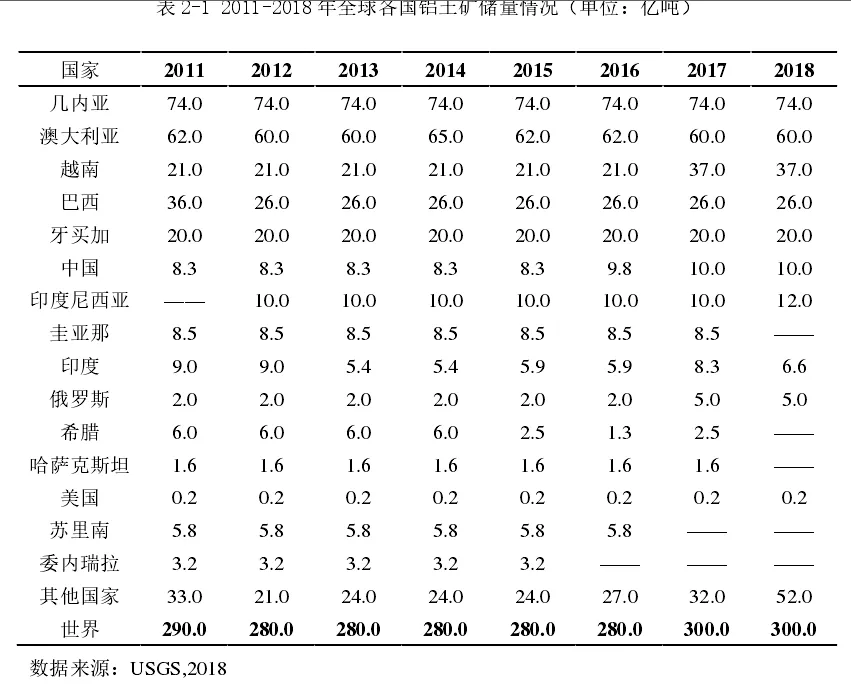 表 2-1 2011-2018 年全球各国铝土矿储量情况（单位：亿吨）
国家 2011 2012 2013 2014 2015 2016 2017 2018
几内亚 74.0 74.0 74.0 74.0 74.0 74.0 74.0 74.0
澳大利亚 62.0 60.0 60.0 65.0 62.0 62.0 60.0 60.0
越南 21.0 21.0 21.0 21.0 21.0 21.0 37.0 37.0
巴西 36.0 26.0 26.0 26.0 26.0 26.0 26.0 26.0
牙买加 20.0 20.0 20.0 20.0 20.0 20.0 20.0 20.0
中国 8.3 8.3 8.3 8.3 8.3 9.8 10.0 10.0
印度尼西亚 —— 10.0 10.0 10.0 10.0 10.0 10.0 12.0
圭亚那 8.5 8.5 8.5 8.5 8.5 8.5 8.5 ——
印度 9.0 9.0 5.4 5.4 5.9 5.9 8.3 6.6
俄罗斯 2.0 2.0 2.0 2.0 2.0 2.0 5.0 5.0
希腊 6.0 6.0 6.0 6.0 2.5 1.3 2.5 ——
哈萨克斯坦 1.6 1.6 1.6 1.6 1.6 1.6 1.6 ——
美国 0.2 0.2 0.2 0.2 0.2 0.2 0.2 0.2
苏里南 5.8 5.8 5.8 5.8 5.8 5.8 —— ——
委内瑞拉 3.2 3.2 3.2 3.2 3.2 —— —— ——
其他国家 33.0 21.0 24.0 24.0 24.0 27.0 32.0 52.0
世界 290.0 280.0 280.0 280.0 280.0 280.0 300.0 300.0
数据来源：USGS,2018